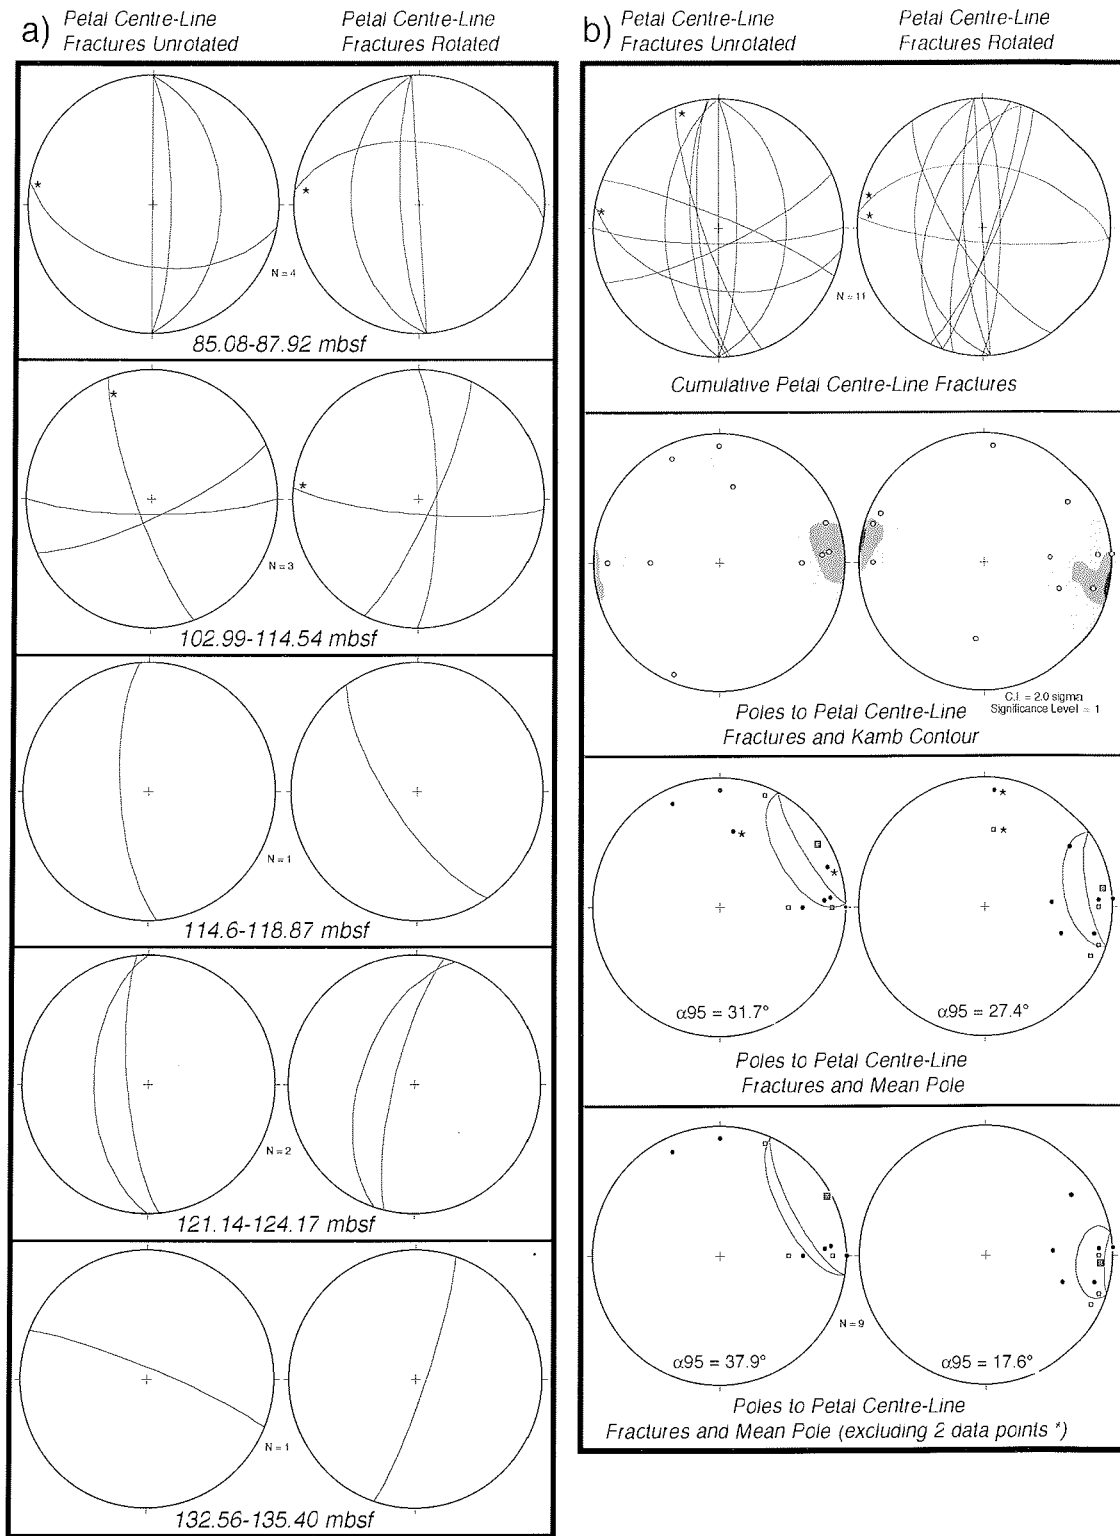 a)
Petal Centre-Line
Fractures Unrotated
Petal Centre-Line
Fractures Rotated
N = 4
85.08-87.92 mbsf
N = 3
102.99-114.54 mbsf
N = 1
114.6-118.87 mbsf
N = 2
121.14-124.17 mbsf
N = 1
132.56-135.40 mbsf
b)
Petal Centre-Line
Fractures Unrotated
Petal Centre-Line
Fractures Rotated
N = 11
Cumulative Petal Centre-Line Fractures
C.I. = 2.0 sigma
Significance Level = 1
Poles to Petal Centre-Line
Fractures and Kamb Contour
α95 = 31.7°
α95 = 27.4°
Poles to Petal Centre-Line
Fractures and Mean Pole
N = 9
α95 = 37.9°
α95 = 17.6°
Poles to Petal Centre-Line
Fractures and Mean Pole (excluding 2 data points *)